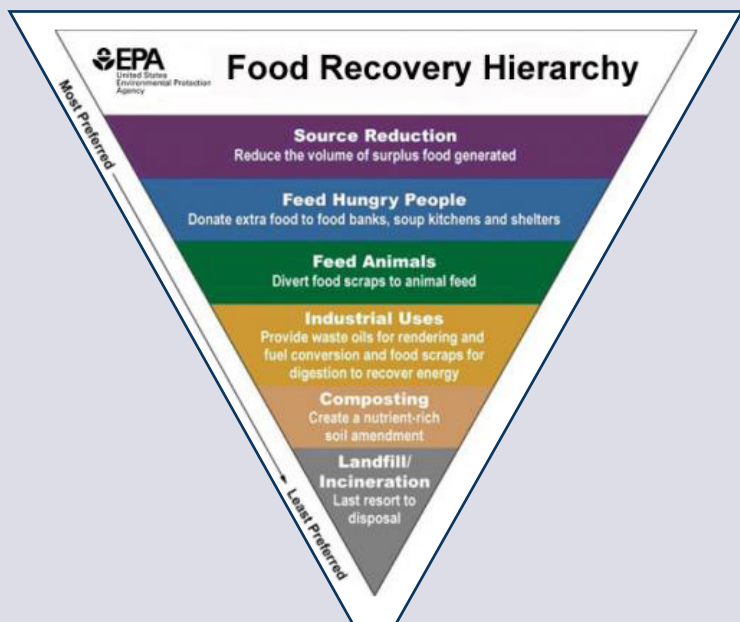 EPA
United States
Environmental Protection
Agency
Food Recovery Hierarchy
Most Preferred
Source Reduction
Reduce the volume of surplus food generated
Feed Hungry People
Donate extra food to food banks, soup kitchens and shelters
Feed Animals
Divert food scraps to animal feed
Industrial Uses
Provide waste oils for rendering and
fuel conversion and food scraps for
digestion to recover energy
Composting
Create a nutrient-rich
soil amendment
Landfill/
Incineration
Last resort to
disposal
Least Preferred